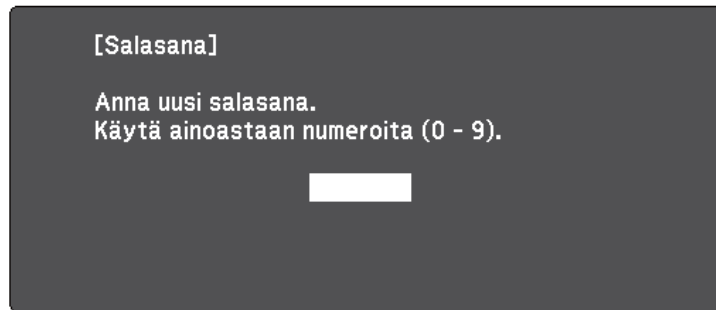 [Salasana]
Anna uusi salasana.
Käytä ainoastaan numeroita (0 - 9).